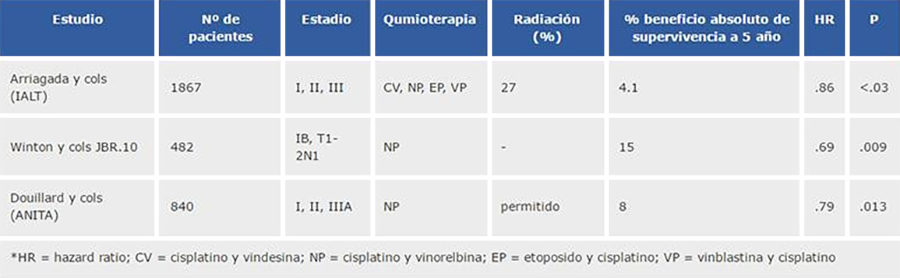 Estudio Nº de pacientes Estadio Qumioterapia Radiación (%) % beneficio absoluto de supervivencia a 5 año HR P
Arriagada y cols (IALT) 1867 I, II, III CV, NP, EP, VP 27 4.1 .86 <.03
Winton y cols JBR.10 482 IB, T1-2N1 NP - 15 .69 .009
Douillard y cols (ANITA) 840 I, II, IIIA NP permitido 8 .79 .013
*HR = hazard ratio; CV = cisplatino y vindesina; NP = cisplatino y vinorelbina; EP = etoposido y cisplatino; VP = vinblastina y cisplatino